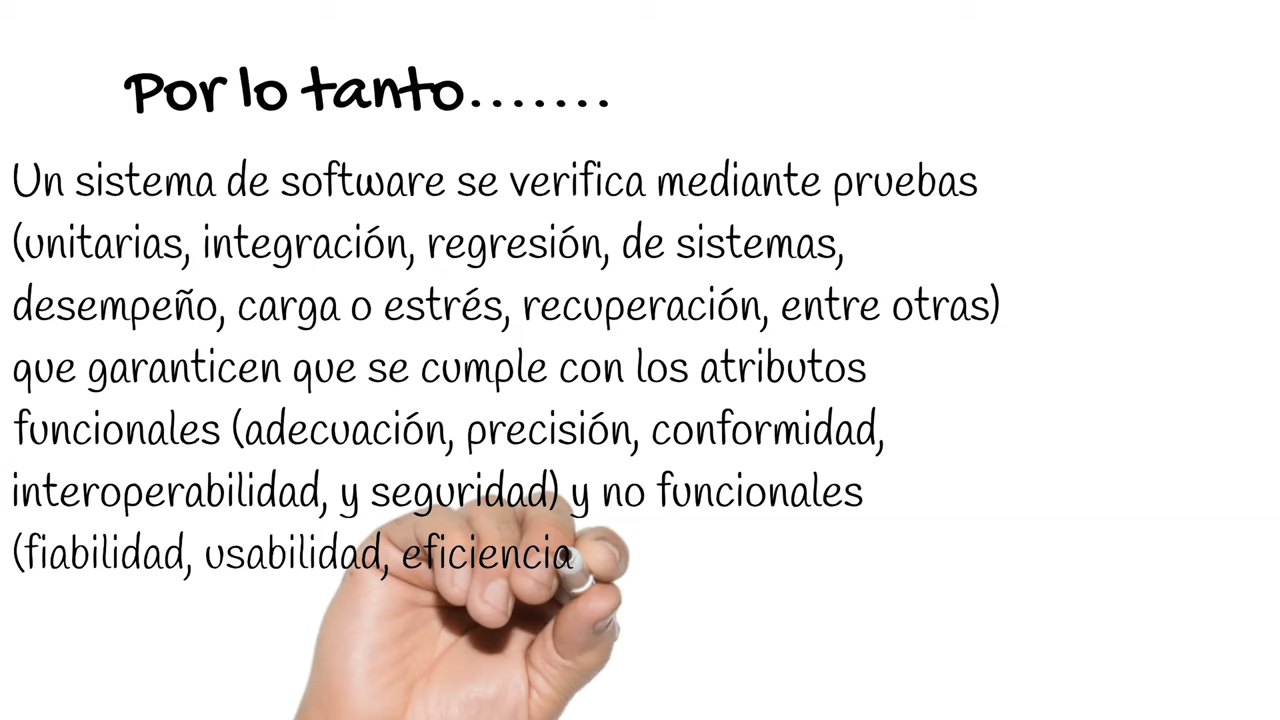 Por lo tanto.......
Un sistema de software se verifica mediante pruebas
(unitarias, integración, regresión, de sistemas,
desempeño, carga o estrés, recuperación, entre otras)
que garanticen que se cumple con los atributos
funcionales (adecuación, precisión, conformidad,
interoperabilidad, y seguridad) y no funcionales
(fiabilidad, usabilidad, eficiencia